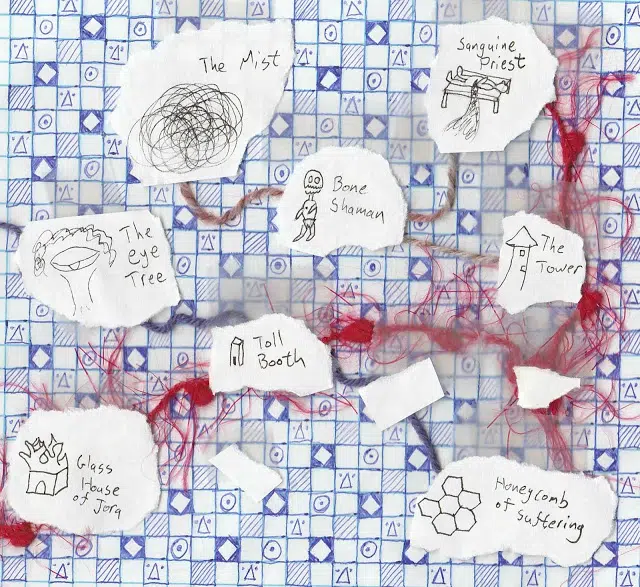 The Mist
Sanguine
Priest
Bone
Shaman
The
eye
Tree
The
Tower
Toll
Booth
Glass
House
of Jora
Honeycomb
of Suffering